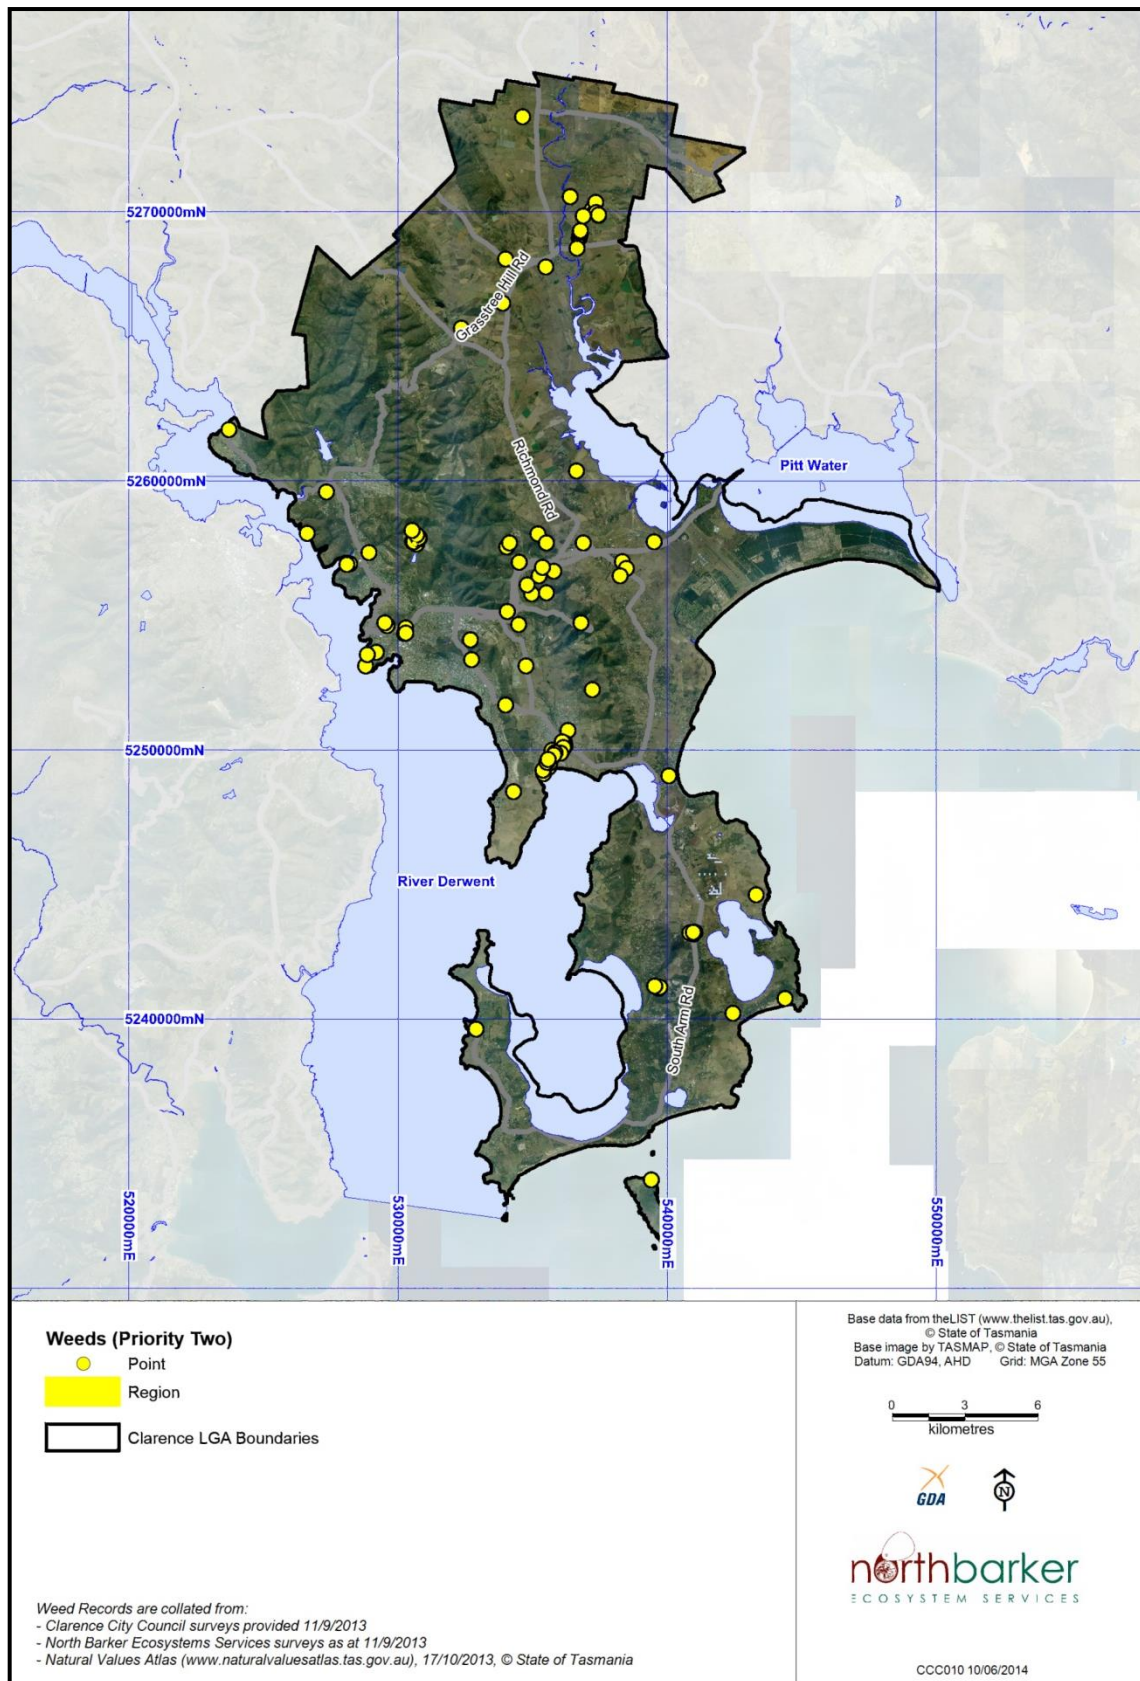 5270000mN
Grasstree Hill Rd
Richmond Rd
Pitt Water
5260000mN
5250000mN
River Derwent
South Arm Rd
5240000mN
520000mE
530000mE
540000mE
550000mE
Weeds (Priority Two)
Point
Region
Clarence LGA Boundaries
Weed Records are collated from:
- Clarence City Council surveys provided 11/9/2013
- North Barker Ecosystems Services surveys as at 11/9/2013
- Natural Values Atlas (www.naturalvaluesatlas.tas.gov.au), 17/10/2013, © State of Tasmania
Base data from theLIST (www.thelist.tas.gov.au),
© State of Tasmania
Base image by TASMAP, © State of Tasmania
Datum: GDA94, AHD Grid: MGA Zone 55
0 3 6
kilometres
GDA
N
northbarker
ECOSYSTEM SERVICES
CCC010 10/06/2014